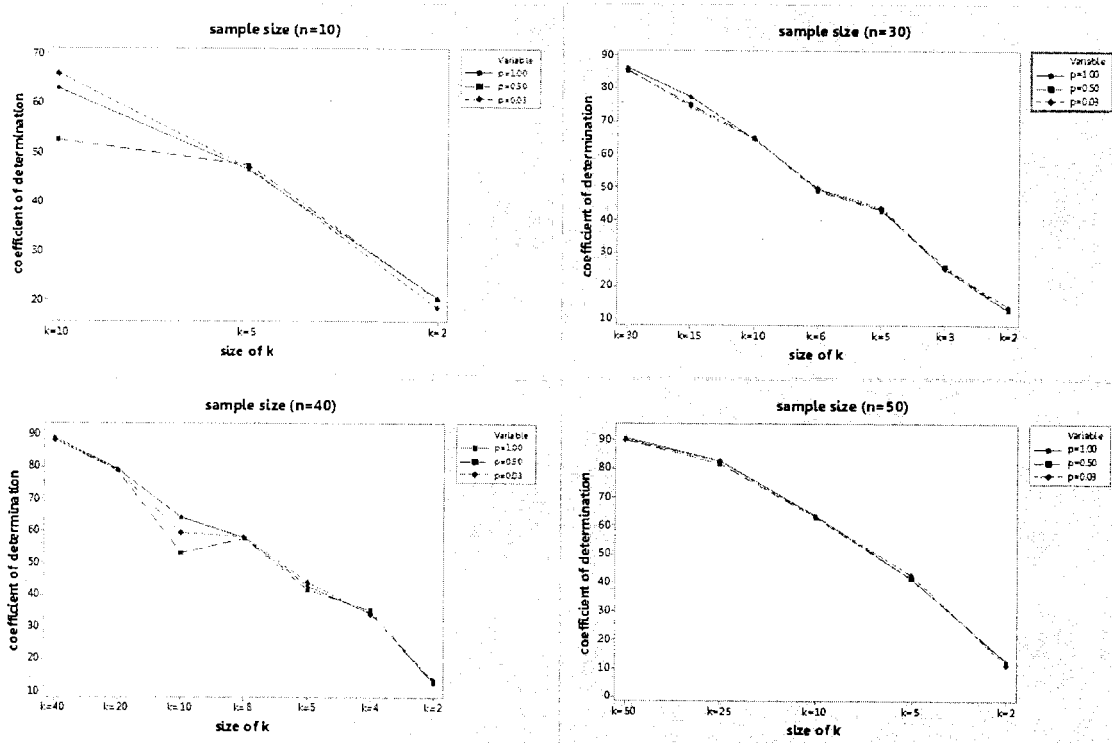 sample size (n=10)
70
60
50
40
30
20
coefficient of determination
k=10
k=5
k=2
size of k
Variable
p=1.00
p=0.50
p=0.03
sample size (n=30)
90
80
70
60
50
40
30
20
10
coefficient of determination
k=30
k=15
k=10
k=6
k=5
k=3
k=2
size of k
Variable
p=1.00
p=0.50
p=0.03
sample size (n=40)
90
80
70
60
50
40
30
20
10
coefficient of determination
k=40
k=20
k=10
k=8
k=5
k=4
k=2
size of k
Variable
p=1.00
p=0.50
p=0.03
sample size (n=50)
90
80
70
60
50
40
30
20
10
0
coefficient of determination
k=50
k=25
k=10
k=5
k=2
size of k
Variable
p=1.00
p=0.50
p=0.03